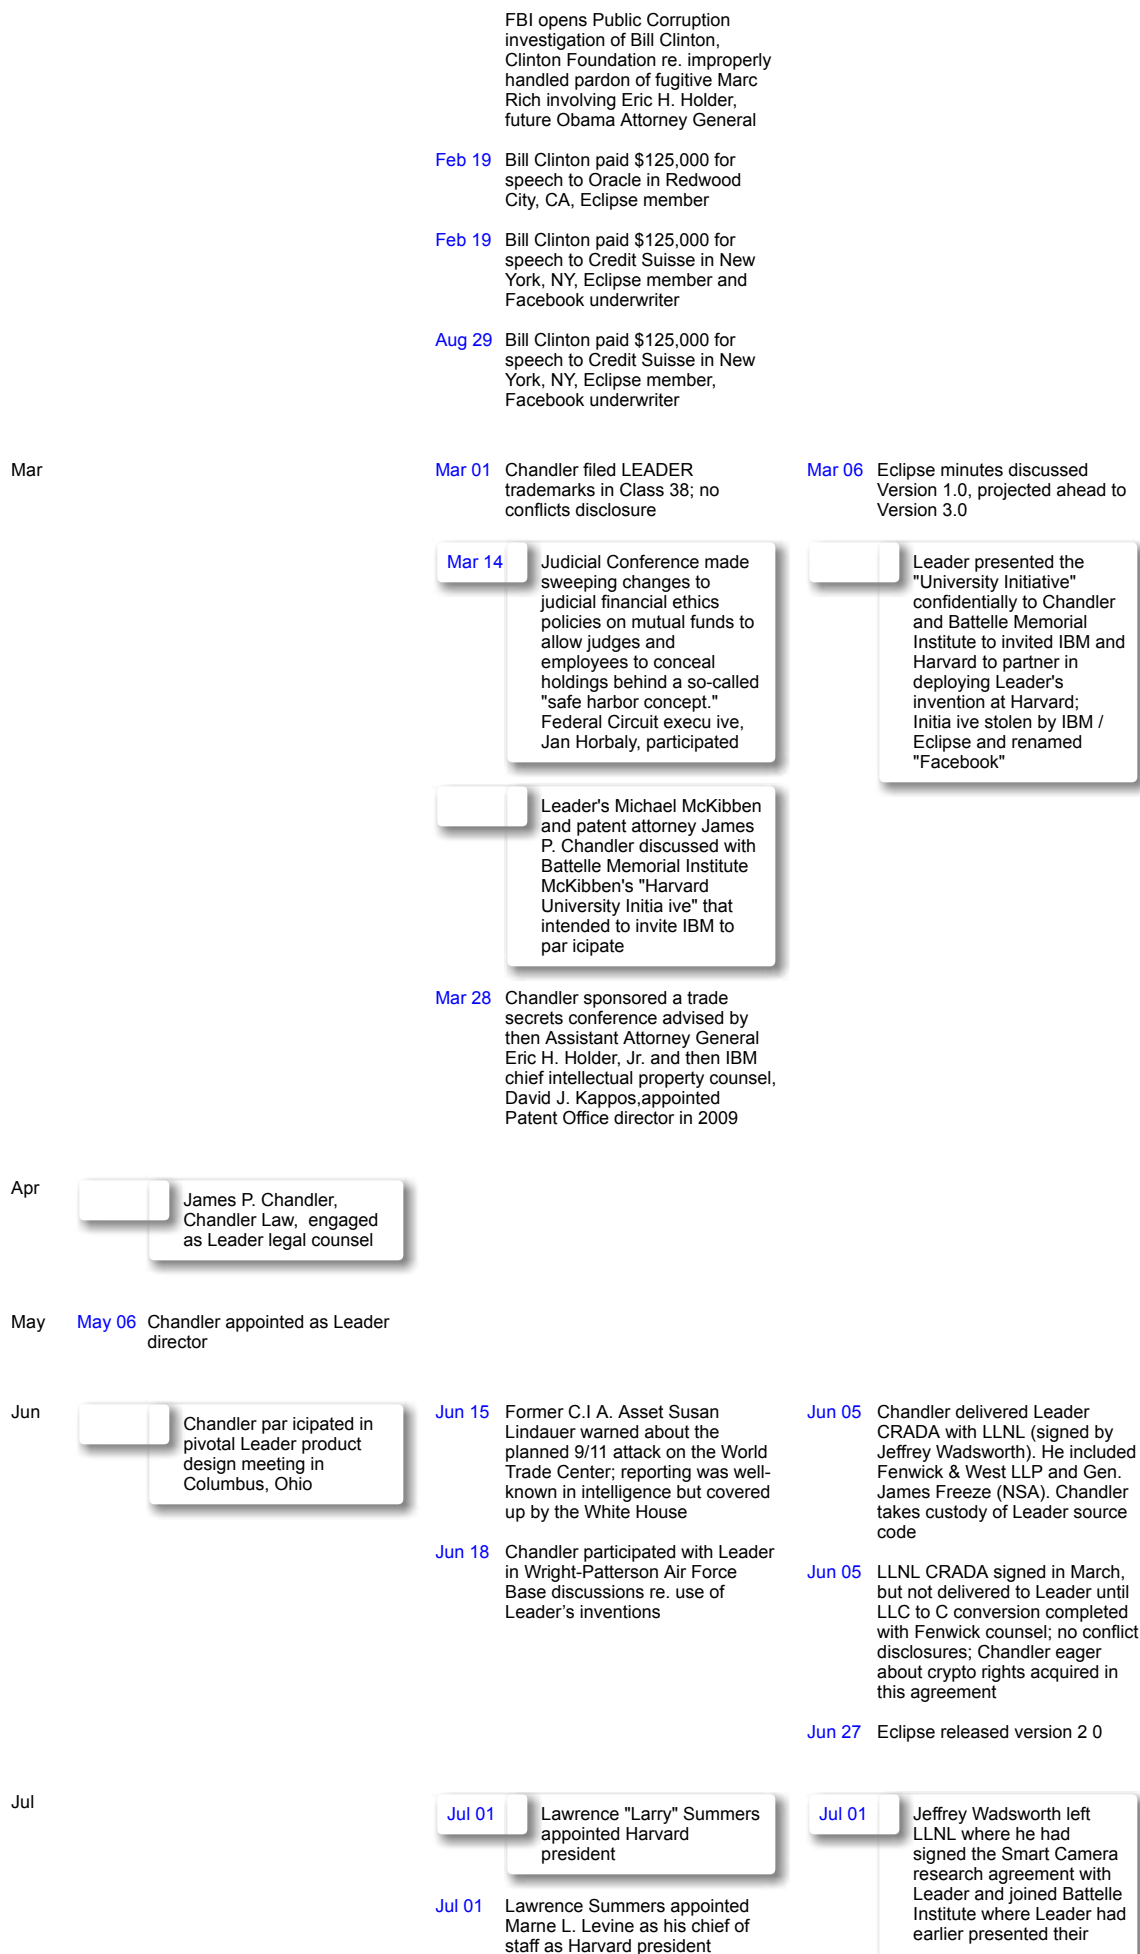 FBI opens Public Corruption
investigation of Bill Clinton,
Clinton Foundation re. improperly
handled pardon of fugitive Marc
Rich involving Eric H. Holder,
future Obama Attorney General
Feb 19 Bill Clinton paid $125,000 for
speech to Oracle in Redwood
City, CA, Eclipse member
Feb 19 Bill Clinton paid $125,000 for
speech to Credit Suisse in New
York, NY, Eclipse member and
Facebook underwriter
Aug 29 Bill Clinton paid $125,000 for
speech to Credit Suisse in New
York, NY, Eclipse member,
Facebook underwriter
Mar
Mar 01 Chandler filed LEADER
trademarks in Class 38; no
conflicts disclosure
Mar 14 Judicial Conference made
sweeping changes to
judicial financial ethics
policies on mutual funds to
allow judges and
employees to conceal
holdings behind a so-called
"safe harbor concept."
Federal Circuit execu ive,
Jan Horbaly, participated
Leader's Michael McKibben
and patent attorney James
P. Chandler discussed with
Battelle Memorial Institute
McKibben's "Harvard
University Initia ive" that
intended to invite IBM to
par icipate
Mar 28 Chandler sponsored a trade
secrets conference advised by
then Assistant Attorney General
Eric H. Holder, Jr. and then IBM
chief intellectual property counsel,
David J. Kappos,appointed
Patent Office director in 2009
Mar 06 Eclipse minutes discussed
Version 1.0, projected ahead to
Version 3.0
Leader presented the
"University Initiative"
confidentially to Chandler
and Battelle Memorial
Institute to invited IBM and
Harvard to partner in
deploying Leader's
invention at Harvard;
Initia ive stolen by IBM /
Eclipse and renamed
"Facebook"
Apr
James P. Chandler,
Chandler Law, engaged
as Leader legal counsel
May
May 06 Chandler appointed as Leader
director
Jun
Chandler par icipated in
pivotal Leader product
design meeting in
Columbus, Ohio
Jun 15 Former C.I A. Asset Susan
Lindauer warned about the
planned 9/11 attack on the World
Trade Center; reporting was well-
known in intelligence but covered
up by the White House
Jun 18 Chandler participated with Leader
in Wright-Patterson Air Force
Base discussions re. use of
Leader’s inventions
Jun 05 Chandler delivered Leader
CRADA with LLNL (signed by
Jeffrey Wadsworth). He included
Fenwick & West LLP and Gen.
James Freeze (NSA). Chandler
takes custody of Leader source
code
Jun 05 LLNL CRADA signed in March,
but not delivered to Leader until
LLC to C conversion completed
with Fenwick counsel; no conflict
disclosures; Chandler eager
about crypto rights acquired in
this agreement
Jun 27 Eclipse released version 2 0
Jul
Jul 01 Lawrence "Larry" Summers
appointed Harvard
president
Jul 01 Lawrence Summers appointed
Marne L. Levine as his chief of
staff as Harvard president
Jul 01 Jeffrey Wadsworth left
LLNL where he had
signed the Smart Camera
research agreement with
Leader and joined Battelle
Institute where Leader had
earlier presented their